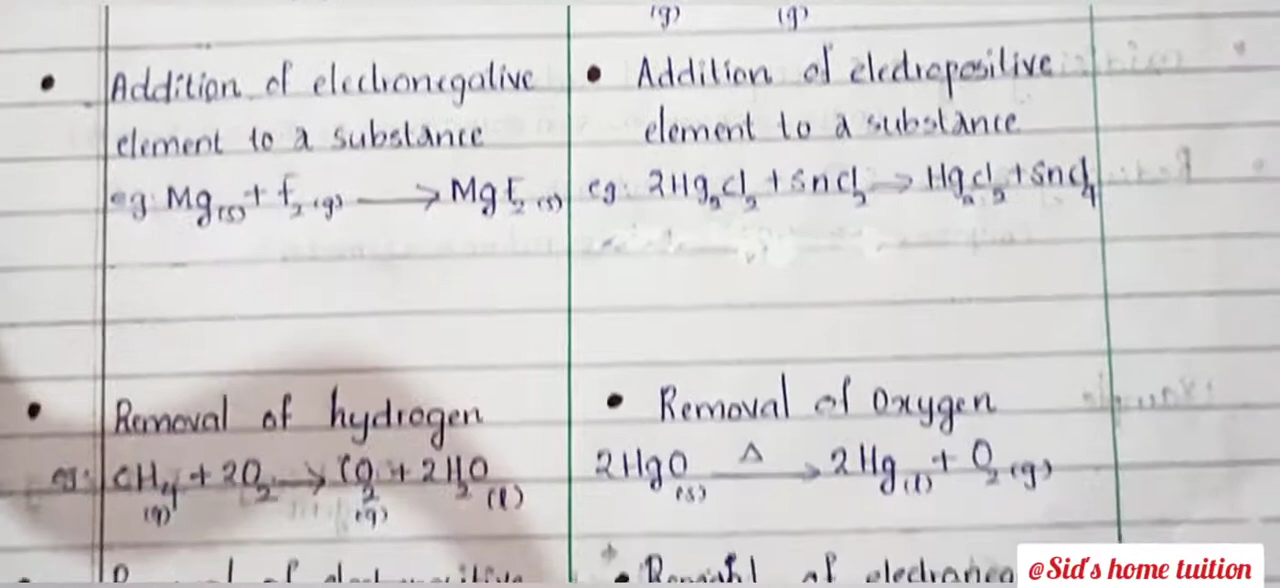 (g) (g)
• Addition of electronegative
element to a substance
eg: Mg(s) + F₂ (g) ⟶ MgF₂ (s)
• Removal of hydrogen
eg: CH₄ (g) + 2O₂ → CO₂ (g) + 2H₂O (l)
• Addition of electropositive
element to a substance
eg: 2Hg₂Cl₂ + SnCl₂ → Hg₂Cl₂ + SnCl₄
• Removal of Oxygen
2HgO (s) Δ⟶ 2Hg (l) + O₂ (g)
@Sid's home tuition